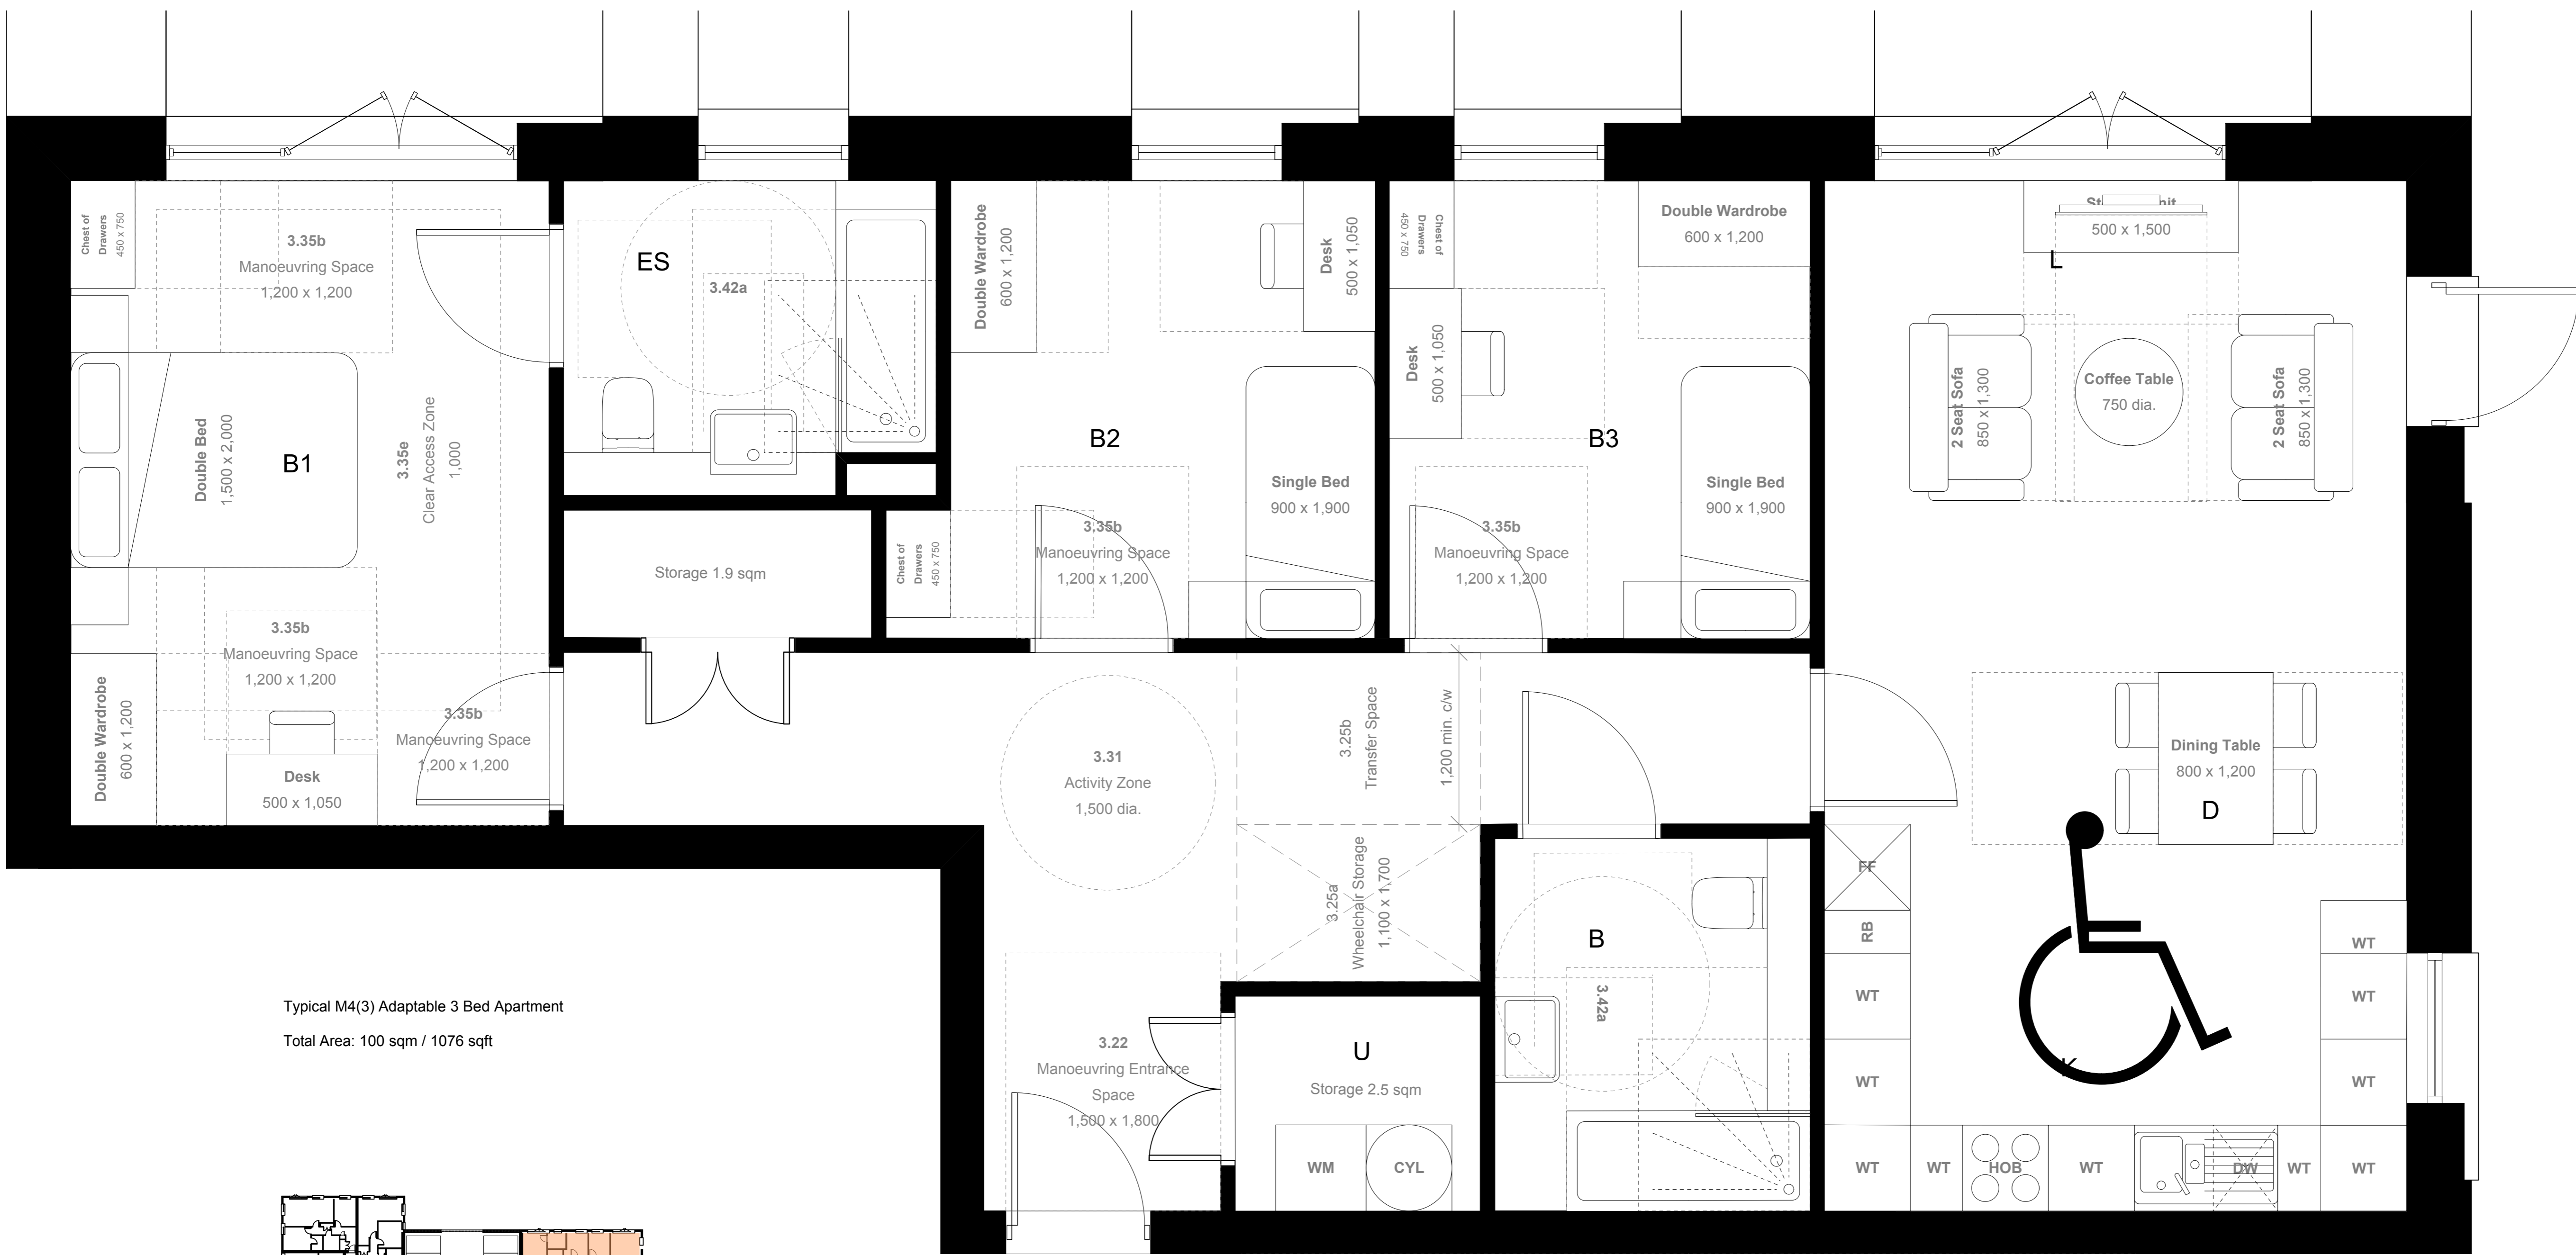 Chest of
Drawers
450 x 750
3.35b
Manoeuvring Space
1,200 x 1,200
Double Bed
1,500 x 2,000
B1
3.35e
Clear Access Zone
1,000
3.35b
Manoeuvring Space
1,200 x 1,200
Double Wardrobe
600 x 1,200
Desk
500 x 1,050
3.35b
Manoeuvring Space
1,200 x 1,200
ES
3.42a
Storage 1.9 sqm
Double Wardrobe
600 x 1,200
Desk
500 x 1,050
B2
Single Bed
900 x 1,900
Chest of
Drawers
450 x 750
3.35b
Manoeuvring Space
1,200 x 1,200
Chest of
Drawers
450 x 750
Double Wardrobe
600 x 1,200
Desk
500 x 1,050
B3
Single Bed
900 x 1,900
3.35b
Manoeuvring Space
1,200 x 1,200
500 x 1,500
L
2 Seat Sofa
850 x 1,300
Coffee Table
750 dia.
2 Seat Sofa
850 x 1,300
3.31
Activity Zone
1,500 dia.
3.25b
Transfer Space
1,200 min. c/w
3.25a
Wheelchair Storage
1,100 x 1,700
Dining Table
800 x 1,200
D
FF
RB
WT
WT
WT
WT
WT
K
WT
WT
HOB
WT
DW
WT
WT
B
3.42a
3.22
Manoeuvring Entrance
Space
1,500 x 1,800
U
Storage 2.5 sqm
WM
CYL
Typical M4(3) Adaptable 3 Bed Apartment
Total Area: 100 sqm / 1076 sqft